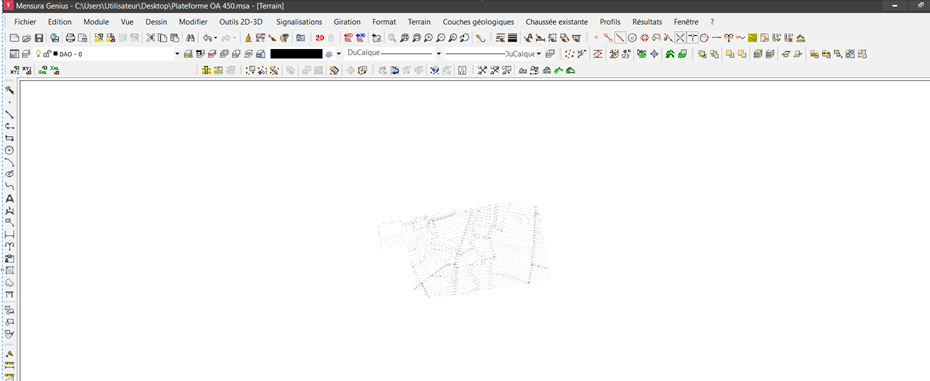 Mensura Genius - C:\Users\Utilisateur\Desktop\Plateforme OA 450.msa - [Terrain]
Fichier Edition Module Vue Dessin Modifier Outils 2D-3D Signalisations Giration Format Terrain Couches géologiques Chaussée existante Profils Résultats Fenêtre ?
2D
DAO - 0 DuCalque DuCalque
A